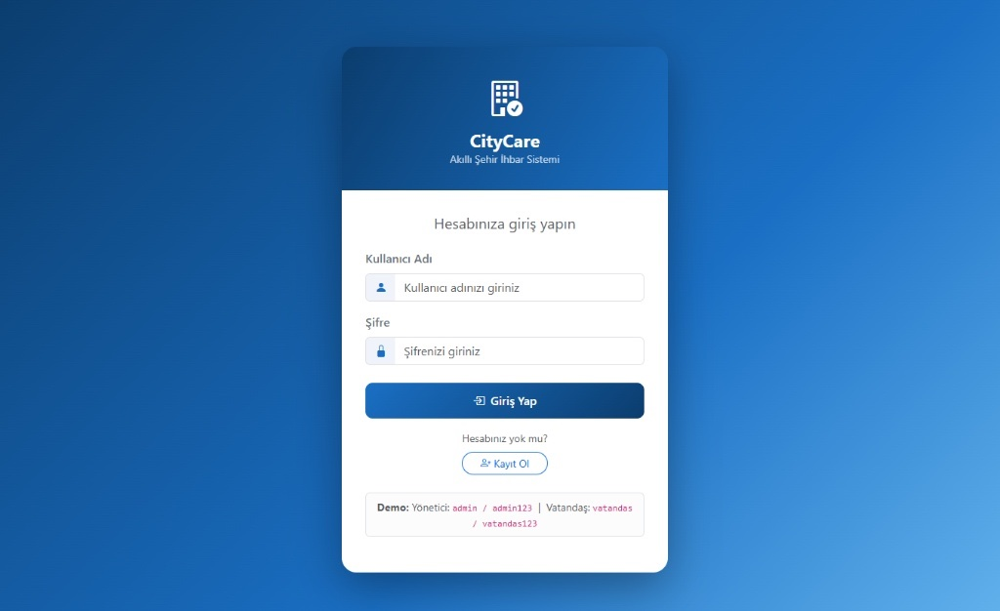 CityCare
Akıllı Şehir İhbar Sistemi
Hesabınıza giriş yapın
Kullanıcı Adı
Kullanıcı adınızı giriniz
Şifre
Şifrenizi giriniz
Giriş Yap
Hesabınız yok mu?
Kayıt Ol
Demo: Yönetici: admin / admin123 | Vatandaş: vatandas
/ vatandas123